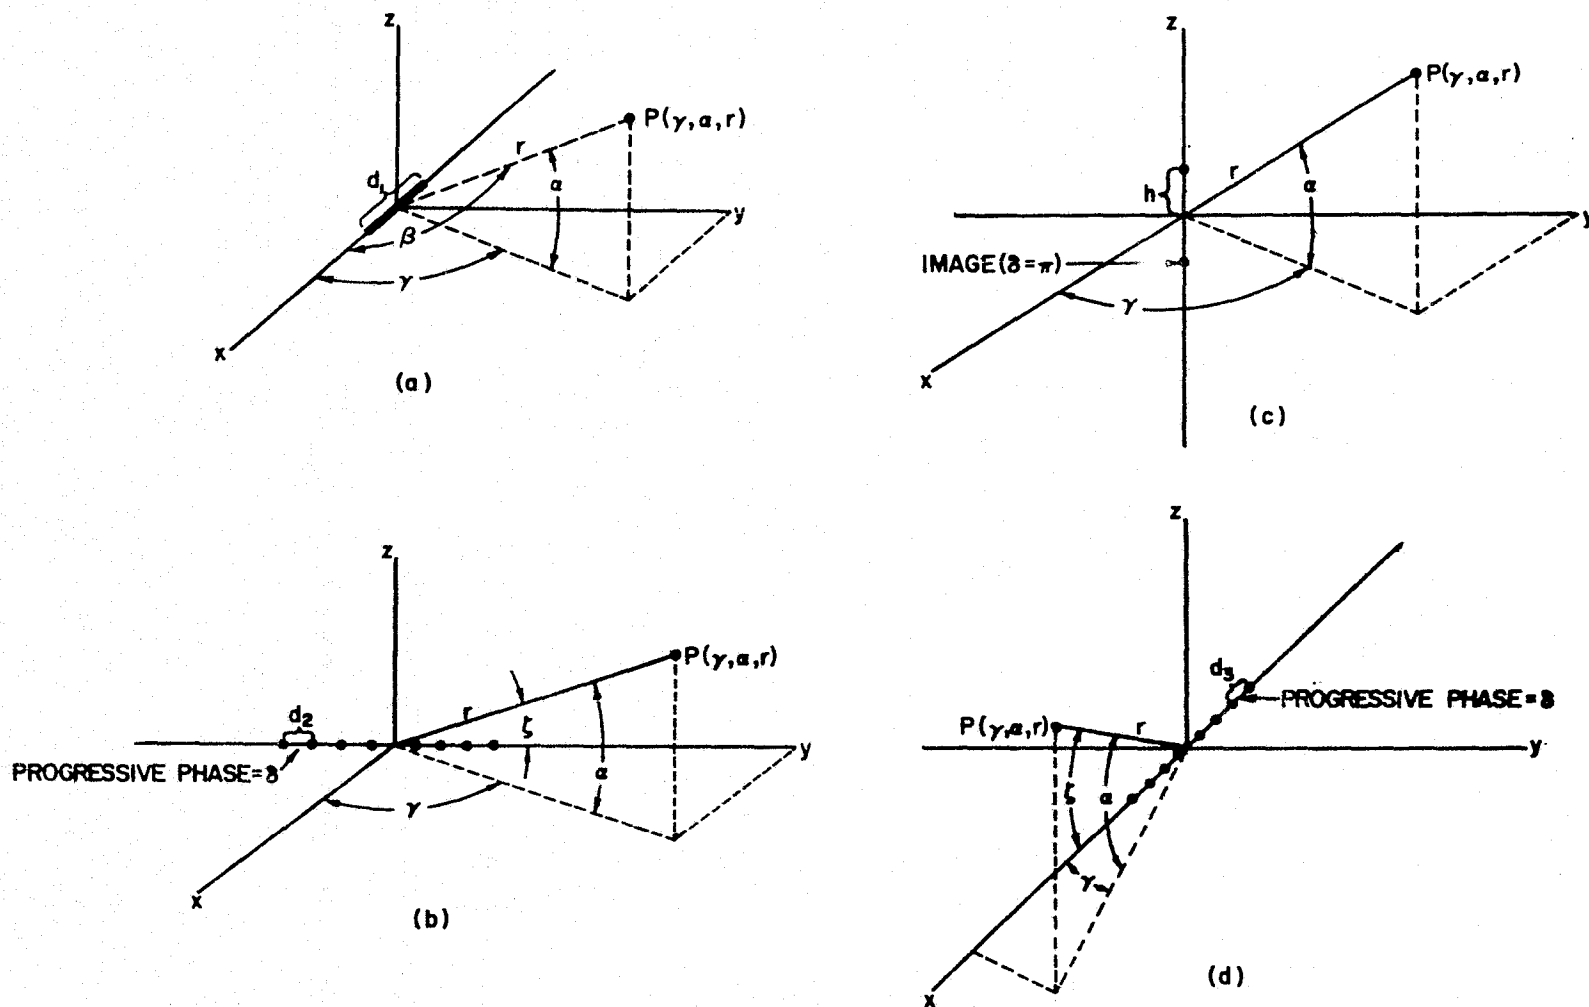 z
P(γ,α,r)
r
d₁
α
y
β
γ
x
(a)
z
P(γ,α,r)
r
h
α
y
IMAGE(δ=π)
γ
x
(c)
z
P(γ,α,r)
r
d₂
ζ
y
PROGRESSIVE PHASE=δ
α
γ
x
(b)
z
d₃
PROGRESSIVE PHASE=δ
P(γ,α,r)
r
y
ζ
α
γ
x
(d)